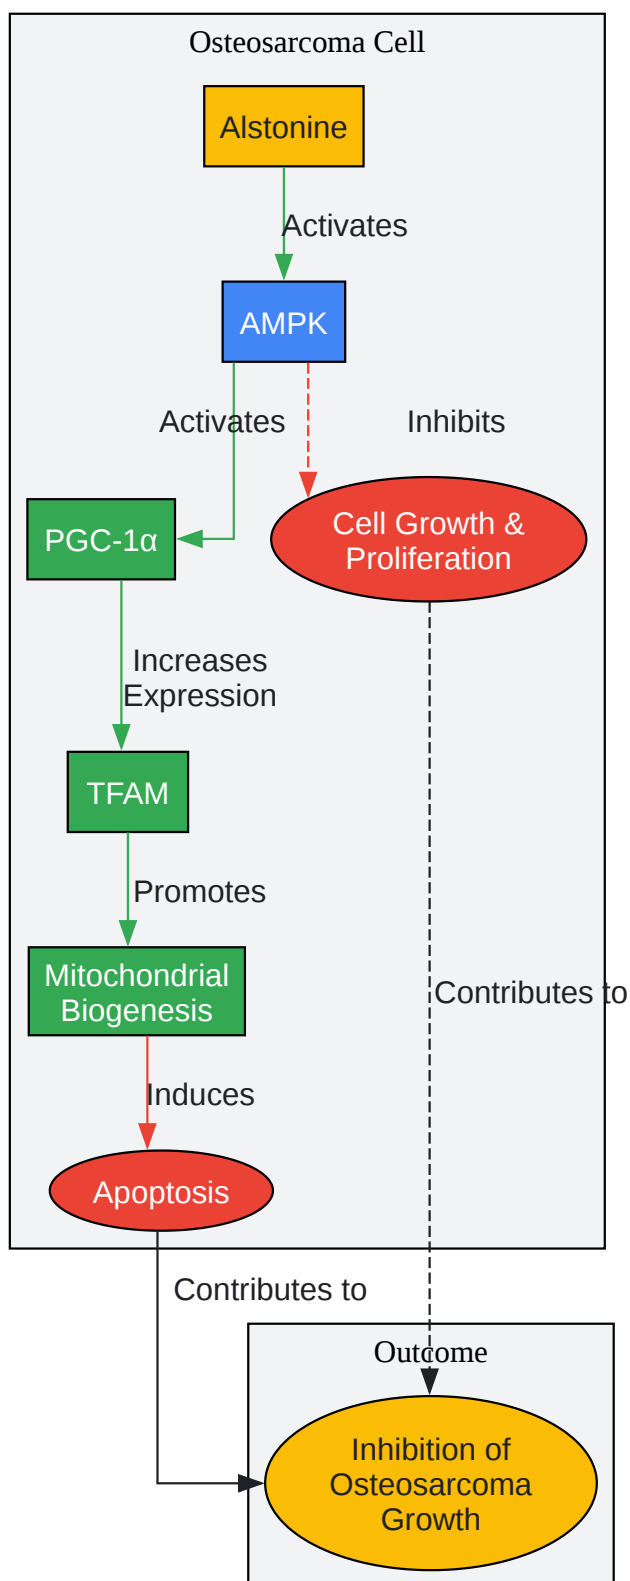 Osteosarcoma Cell
Alstonine
Activates
AMPK
Activates
Inhibits
PGC-1α
Cell Growth &
Proliferation
Increases
Expression
TFAM
Promotes
Mitochondrial
Biogenesis
Contributes to
Induces
Apoptosis
Contributes to
Outcome
Inhibition of
Osteosarcoma
Growth